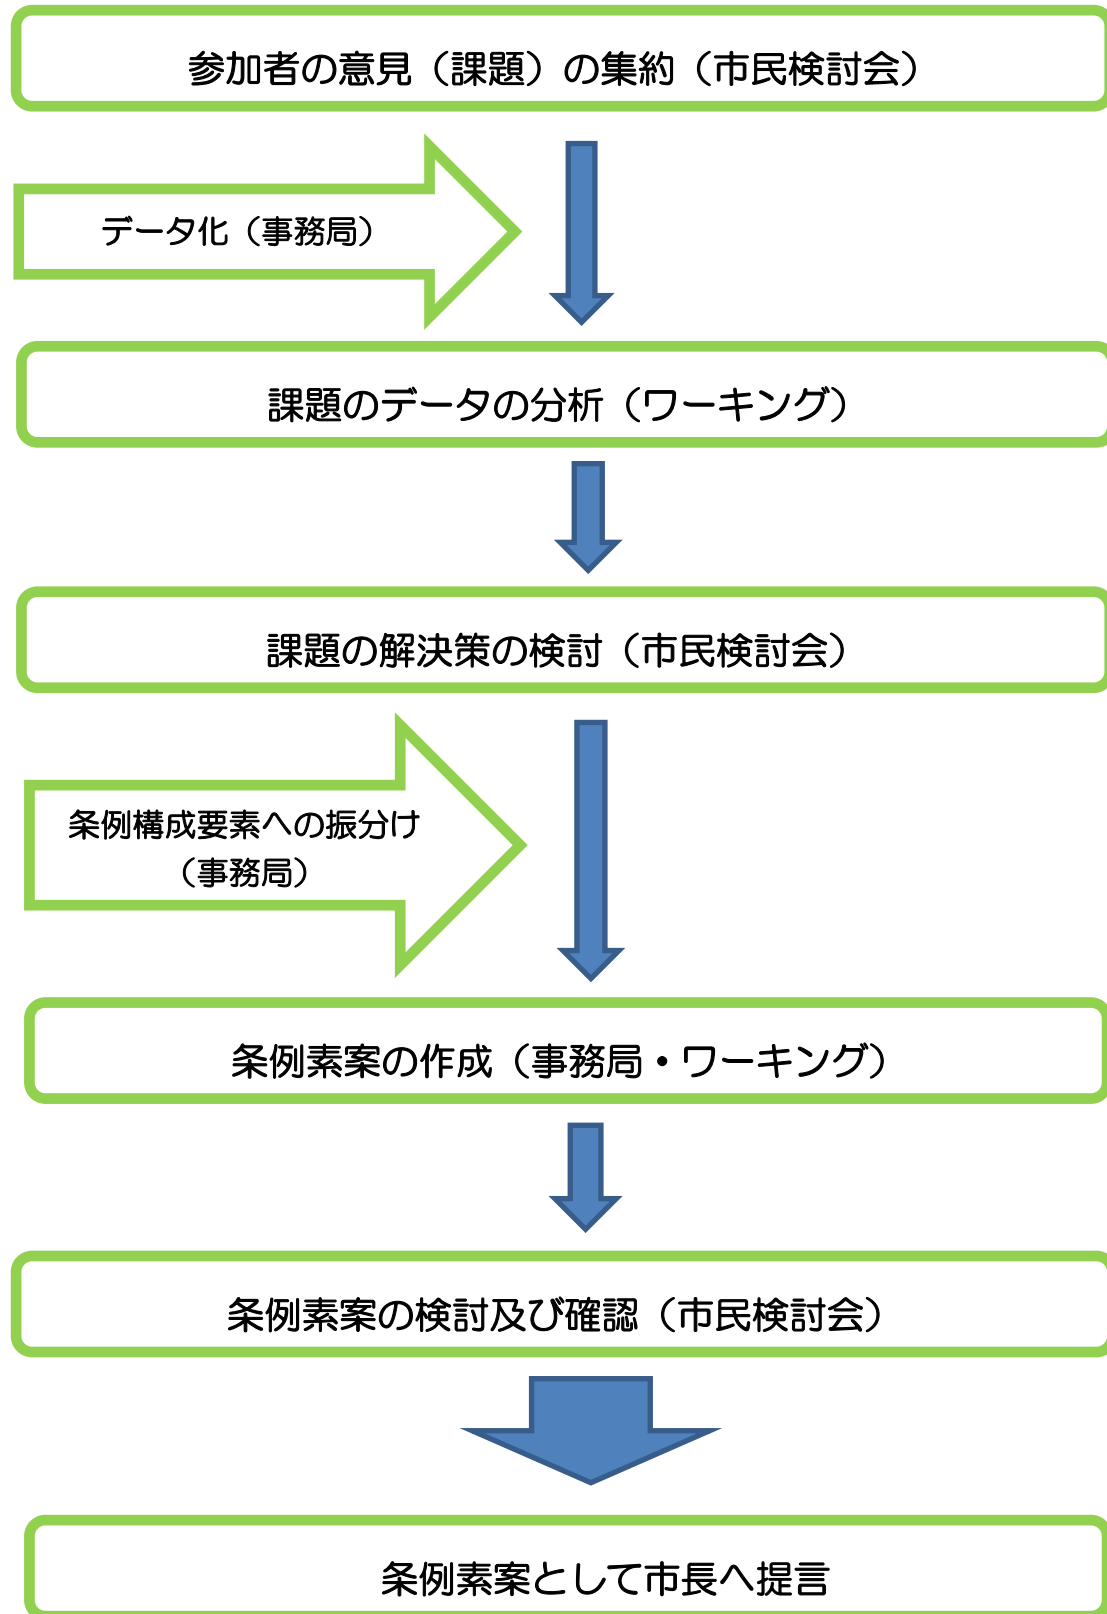 参加者の意見（課題）の集約（市民検討会）
データ化（事務局）
課題のデータの分析（ワーキング）
課題の解決策の検討（市民検討会）
条例構成要素への振分け
（事務局）
条例素案の作成（事務局・ワーキング）
条例素案の検討及び確認（市民検討会）
条例素案として市長へ提言